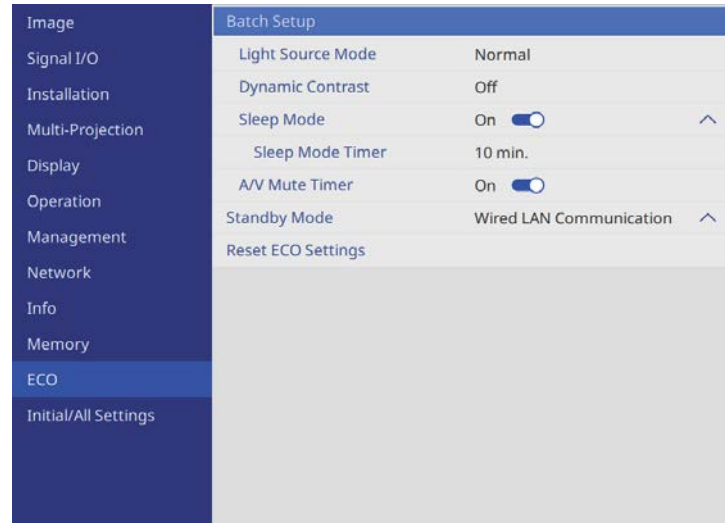 Image
Signal I/O
Installation
Multi-Projection
Display
Operation
Management
Network
Info
Memory
ECO
Initial/All Settings
Batch Setup
Light Source Mode Normal
Dynamic Contrast Off
Sleep Mode On
Sleep Mode Timer 10 min.
A/V Mute Timer On
Standby Mode Wired LAN Communication
Reset ECO Settings